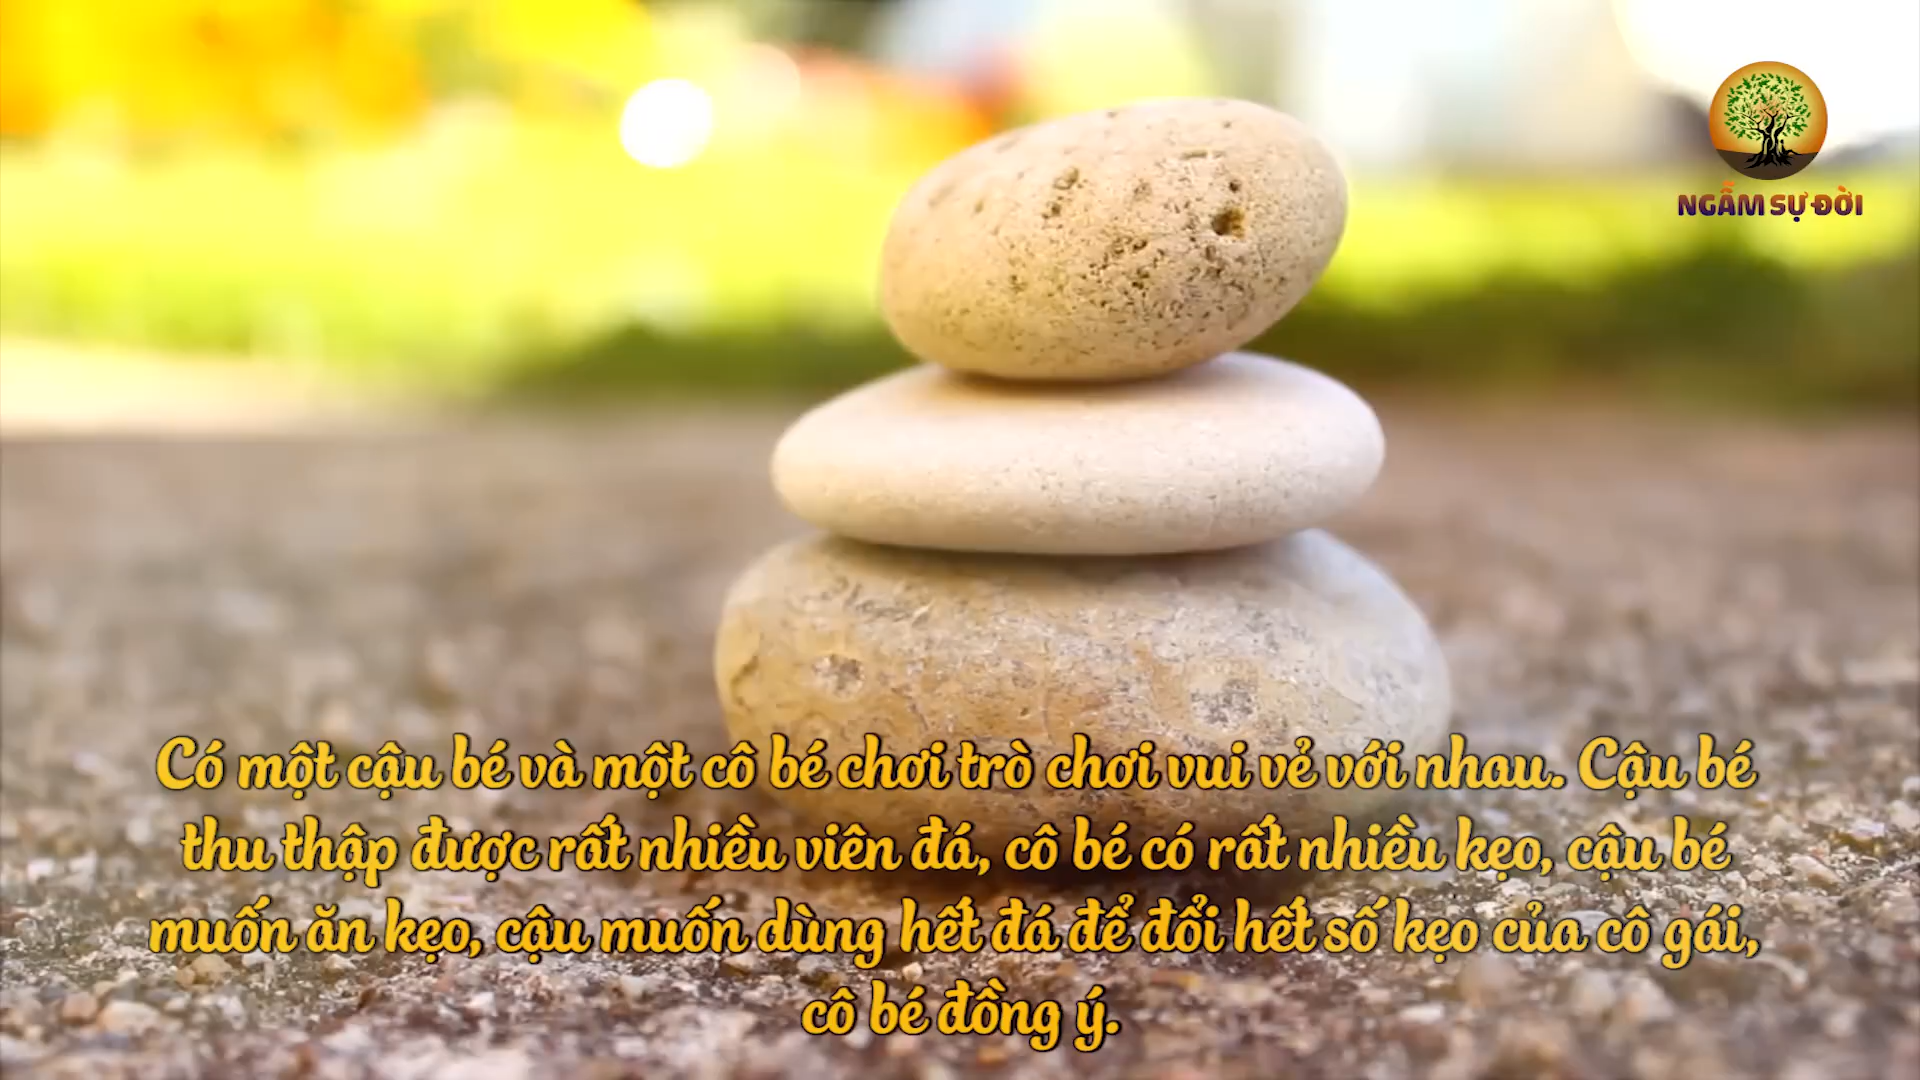 NGẪM SỰ ĐỜI
Có một cậu bé và một cô bé chơi trò chơi vui vẻ với nhau. Cậu bé
thu thập được rất nhiều viên đá, cô bé có rất nhiều kẹo, cậu bé
muốn ăn kẹo, cậu muốn dùng hết đá để đổi hết số kẹo của cô gái,
cô bé đồng ý.